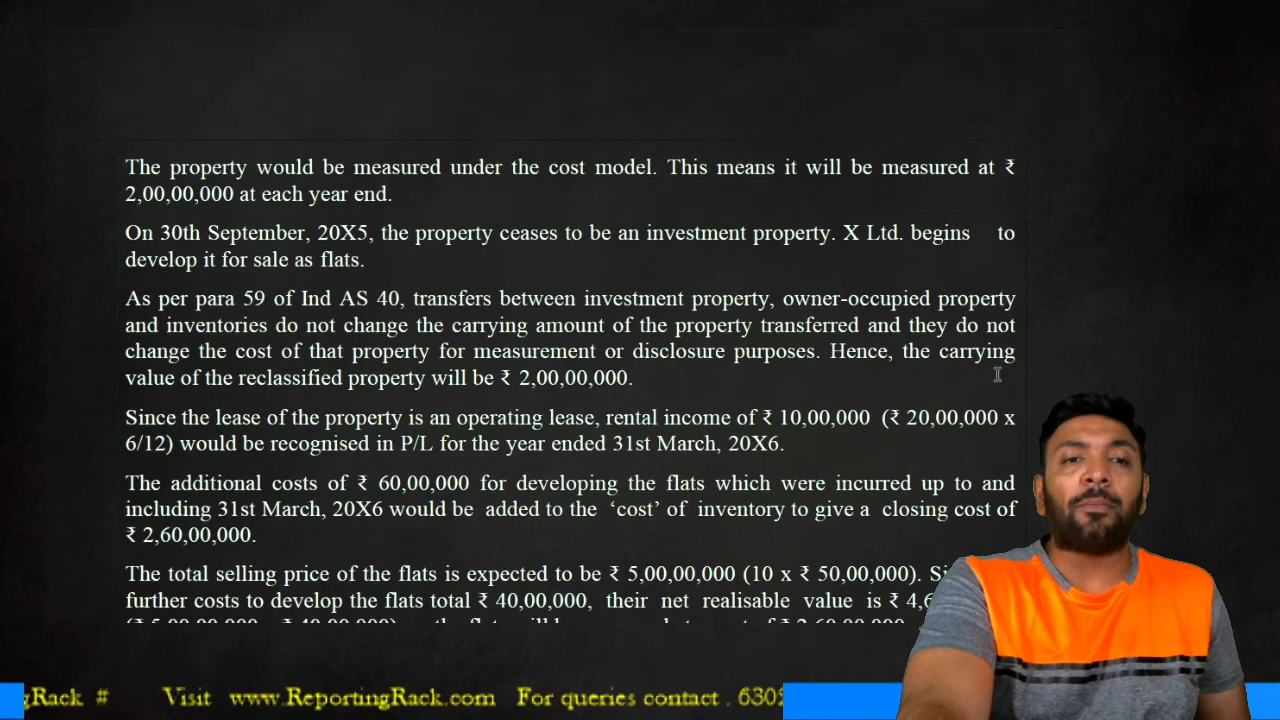 The property would be measured under the cost model. This means it will be measured at ₹
2,00,00,000 at each year end.
On 30th September, 20X5, the property ceases to be an investment property. X Ltd. begins to
develop it for sale as flats.
As per para 59 of Ind AS 40, transfers between investment property, owner-occupied property
and inventories do not change the carrying amount of the property transferred and they do not
change the cost of that property for measurement or disclosure purposes. Hence, the carrying
value of the reclassified property will be ₹ 2,00,00,000.
Since the lease of the property is an operating lease, rental income of ₹ 10,00,000 (₹ 20,00,000 x
6/12) would be recognised in P/L for the year ended 31st March, 20X6.
The additional costs of ₹ 60,00,000 for developing the flats which were incurred up to and
including 31st March, 20X6 would be added to the ‘cost’ of inventory to give a closing cost of
₹ 2,60,00,000.
The total selling price of the flats is expected to be ₹ 5,00,00,000 (10 x ₹ 50,00,000).
further costs to develop the flats total ₹ 40,00,000, their net realisable value is ₹
gRack # Visit www.ReportingRack.com For queries contact . 630